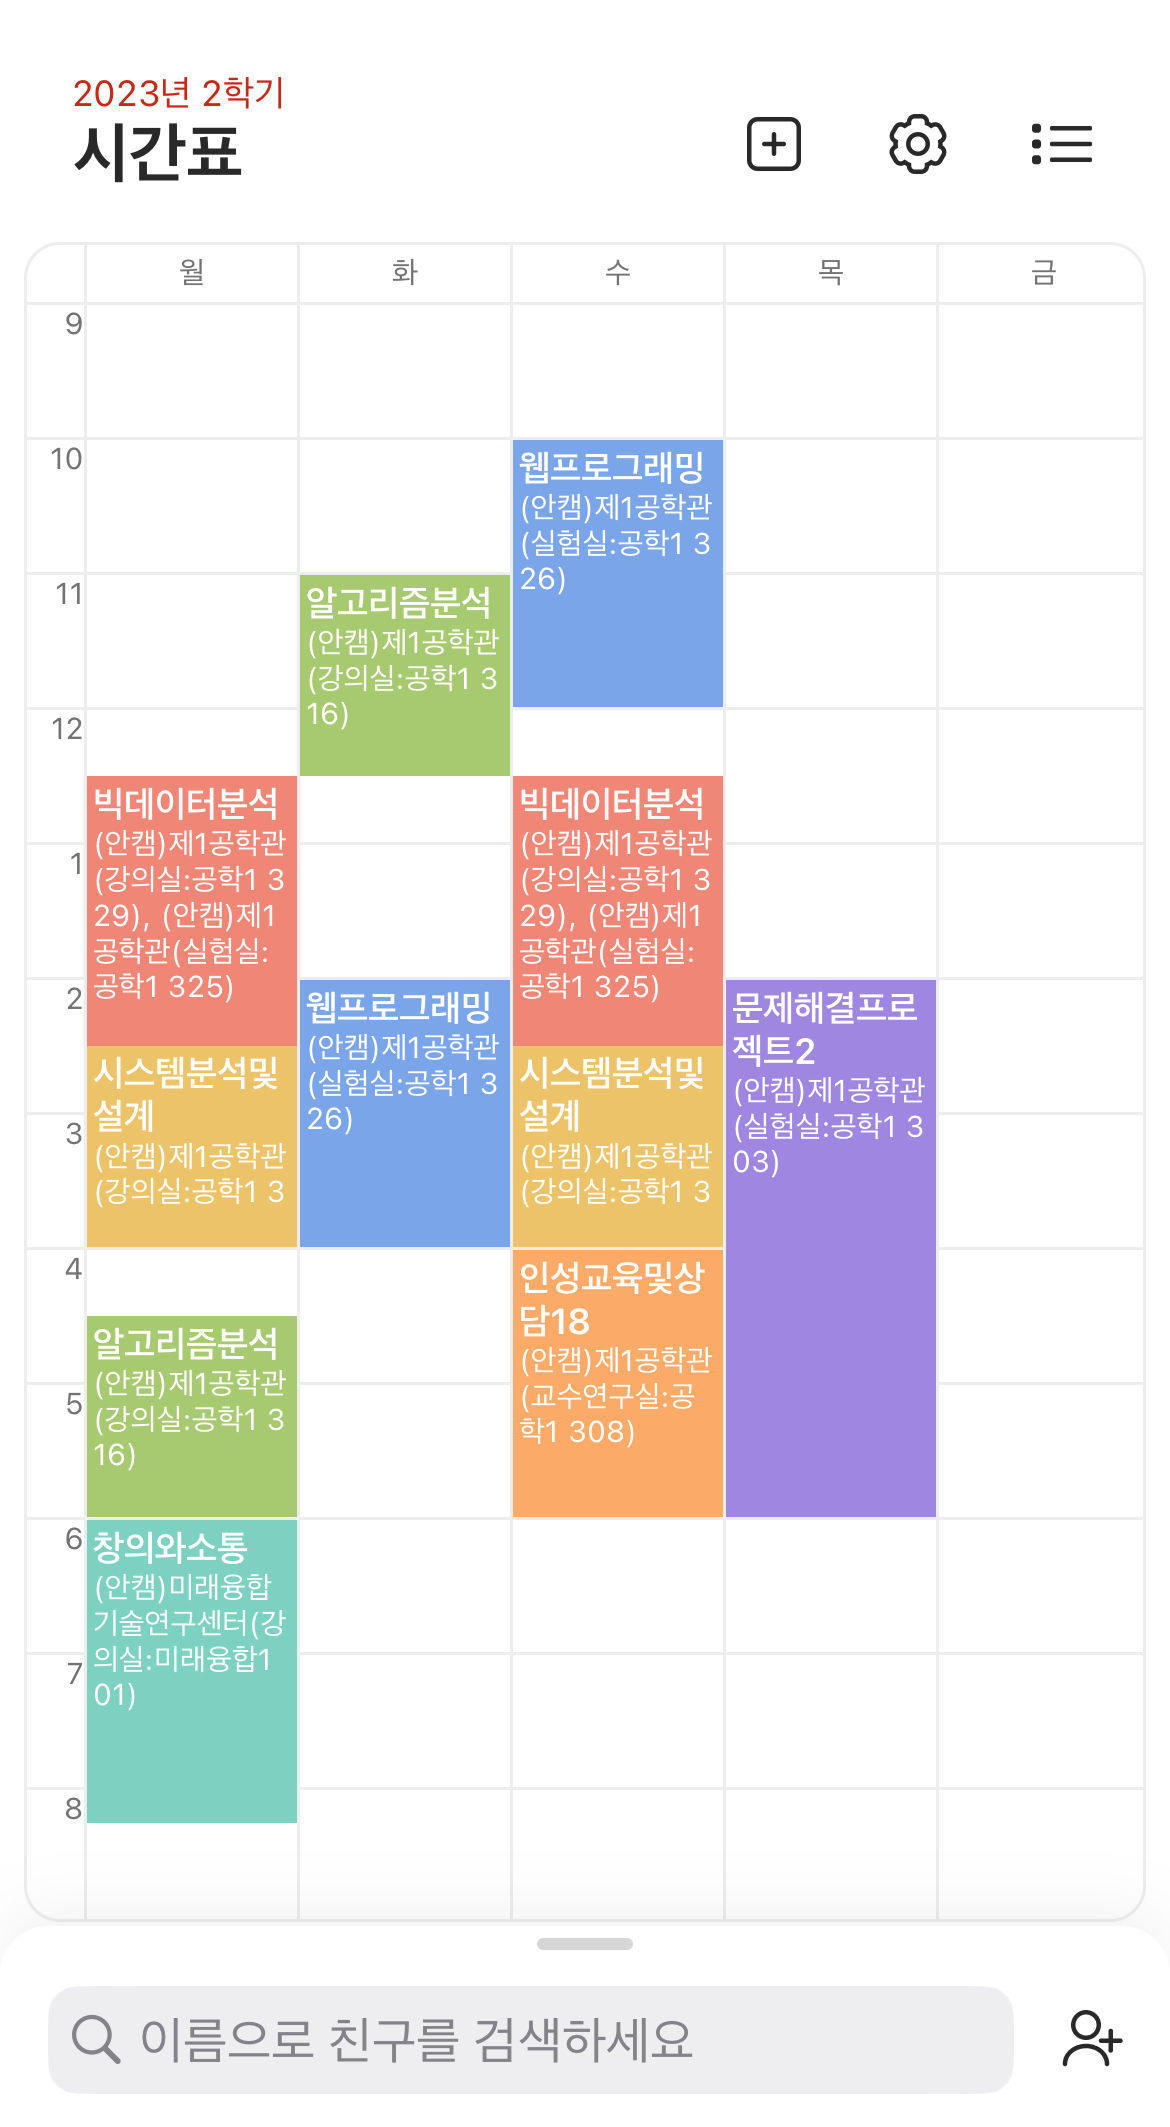 2023년 2학기
시간표
월 화 수 목 금
9
10
11
12
1
2
3
4
5
6
7
8
빅데이터분석
(안캠)제1공학관
(강의실:공학1 3
29), (안캠)제1
공학관(실험실:
공학1 325)
시스템분석및
설계
(안캠)제1공학관
(강의실:공학1 3
알고리즘분석
(안캠)제1공학관
(강의실:공학1 3
16)
창의와소통
(안캠)미래융합
기술연구센터(강
의실:미래융합1
01)
알고리즘분석
(안캠)제1공학관
(강의실:공학1 3
16)
웹프로그래밍
(안캠)제1공학관
(실험실:공학1 3
26)
웹프로그래밍
(안캠)제1공학관
(실험실:공학1 3
26)
빅데이터분석
(안캠)제1공학관
(강의실:공학1 3
29), (안캠)제1
공학관(실험실:
공학1 325)
시스템분석및
설계
(안캠)제1공학관
(강의실:공학1 3
인성교육및상
담18
(안캠)제1공학관
(교수연구실:공
학1 308)
문제해결프로
젝트2
(안캠)제1공학관
(실험실:공학1 3
03)
이름으로 친구를 검색하세요